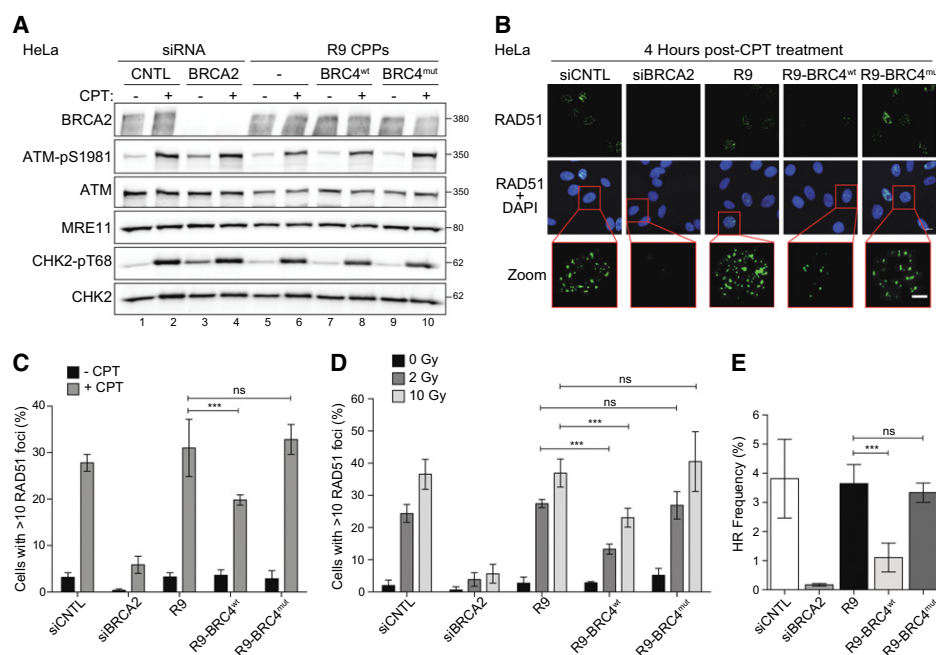 A
HeLa
siRNA
R9 CPPs
CNTL BRCA2 - BRC4wt BRC4mut
CPT: - + - + - + - + - +
BRCA2 380
ATM-pS1981 350
ATM 350
MRE11 80
CHK2-pT68 62
CHK2 62
1 2 3 4 5 6 7 8 9 10
B
HeLa
4 Hours post-CPT treatment
siCNTL siBRCA2 R9 R9-BRC4wt R9-BRC4mut
RAD51
RAD51
+
DAPI
Zoom
C
- CPT
+ CPT
Cells with >10 RAD51 foci (%)
40
30
20
10
0
ns
***
siCNTL
siBRCA2
R9
R9-BRC4wt
R9-BRC4mut
D
0 Gy
2 Gy
10 Gy
Cells with >10 RAD51 foci (%)
40
30
20
10
0
ns
ns
***
***
siCNTL
siBRCA2
R9
R9-BRC4wt
R9-BRC4mut
E
HR Frequency (%)
6
5
4
3
2
1
0
ns
***
siCNTL
siBRCA2
R9
R9-BRC4wt
R9-BRC4mut